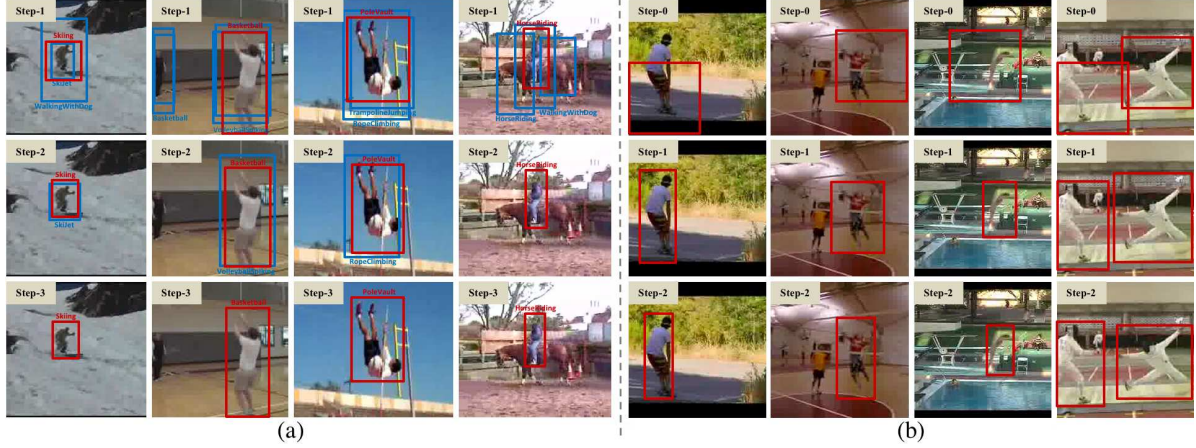 Step-1
Skiing
SkiJet
WalkingWithDog
Step-1
Basketball
Basketball
VolleyballSpiking
Step-1
PoleVault
TrampolineJumping
RopeClimbing
Step-1
HorseRiding
HorseRiding
WalkingWithDog
Step-0
Step-0
Step-0
Step-0
Step-2
Skiing
SkiJet
Step-2
Basketball
VolleyballSpiking
Step-2
PoleVault
RopeClimbing
Step-2
HorseRiding
Step-1
Step-1
Step-1
Step-1
Step-3
Skiing
Step-3
Basketball
Step-3
PoleVault
Step-3
HorseRiding
Step-2
Step-2
Step-2
Step-2
(a)
(b)